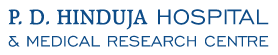 P. D. HINDUJA HOSPITAL
& MEDICAL RESEARCH CENTRE